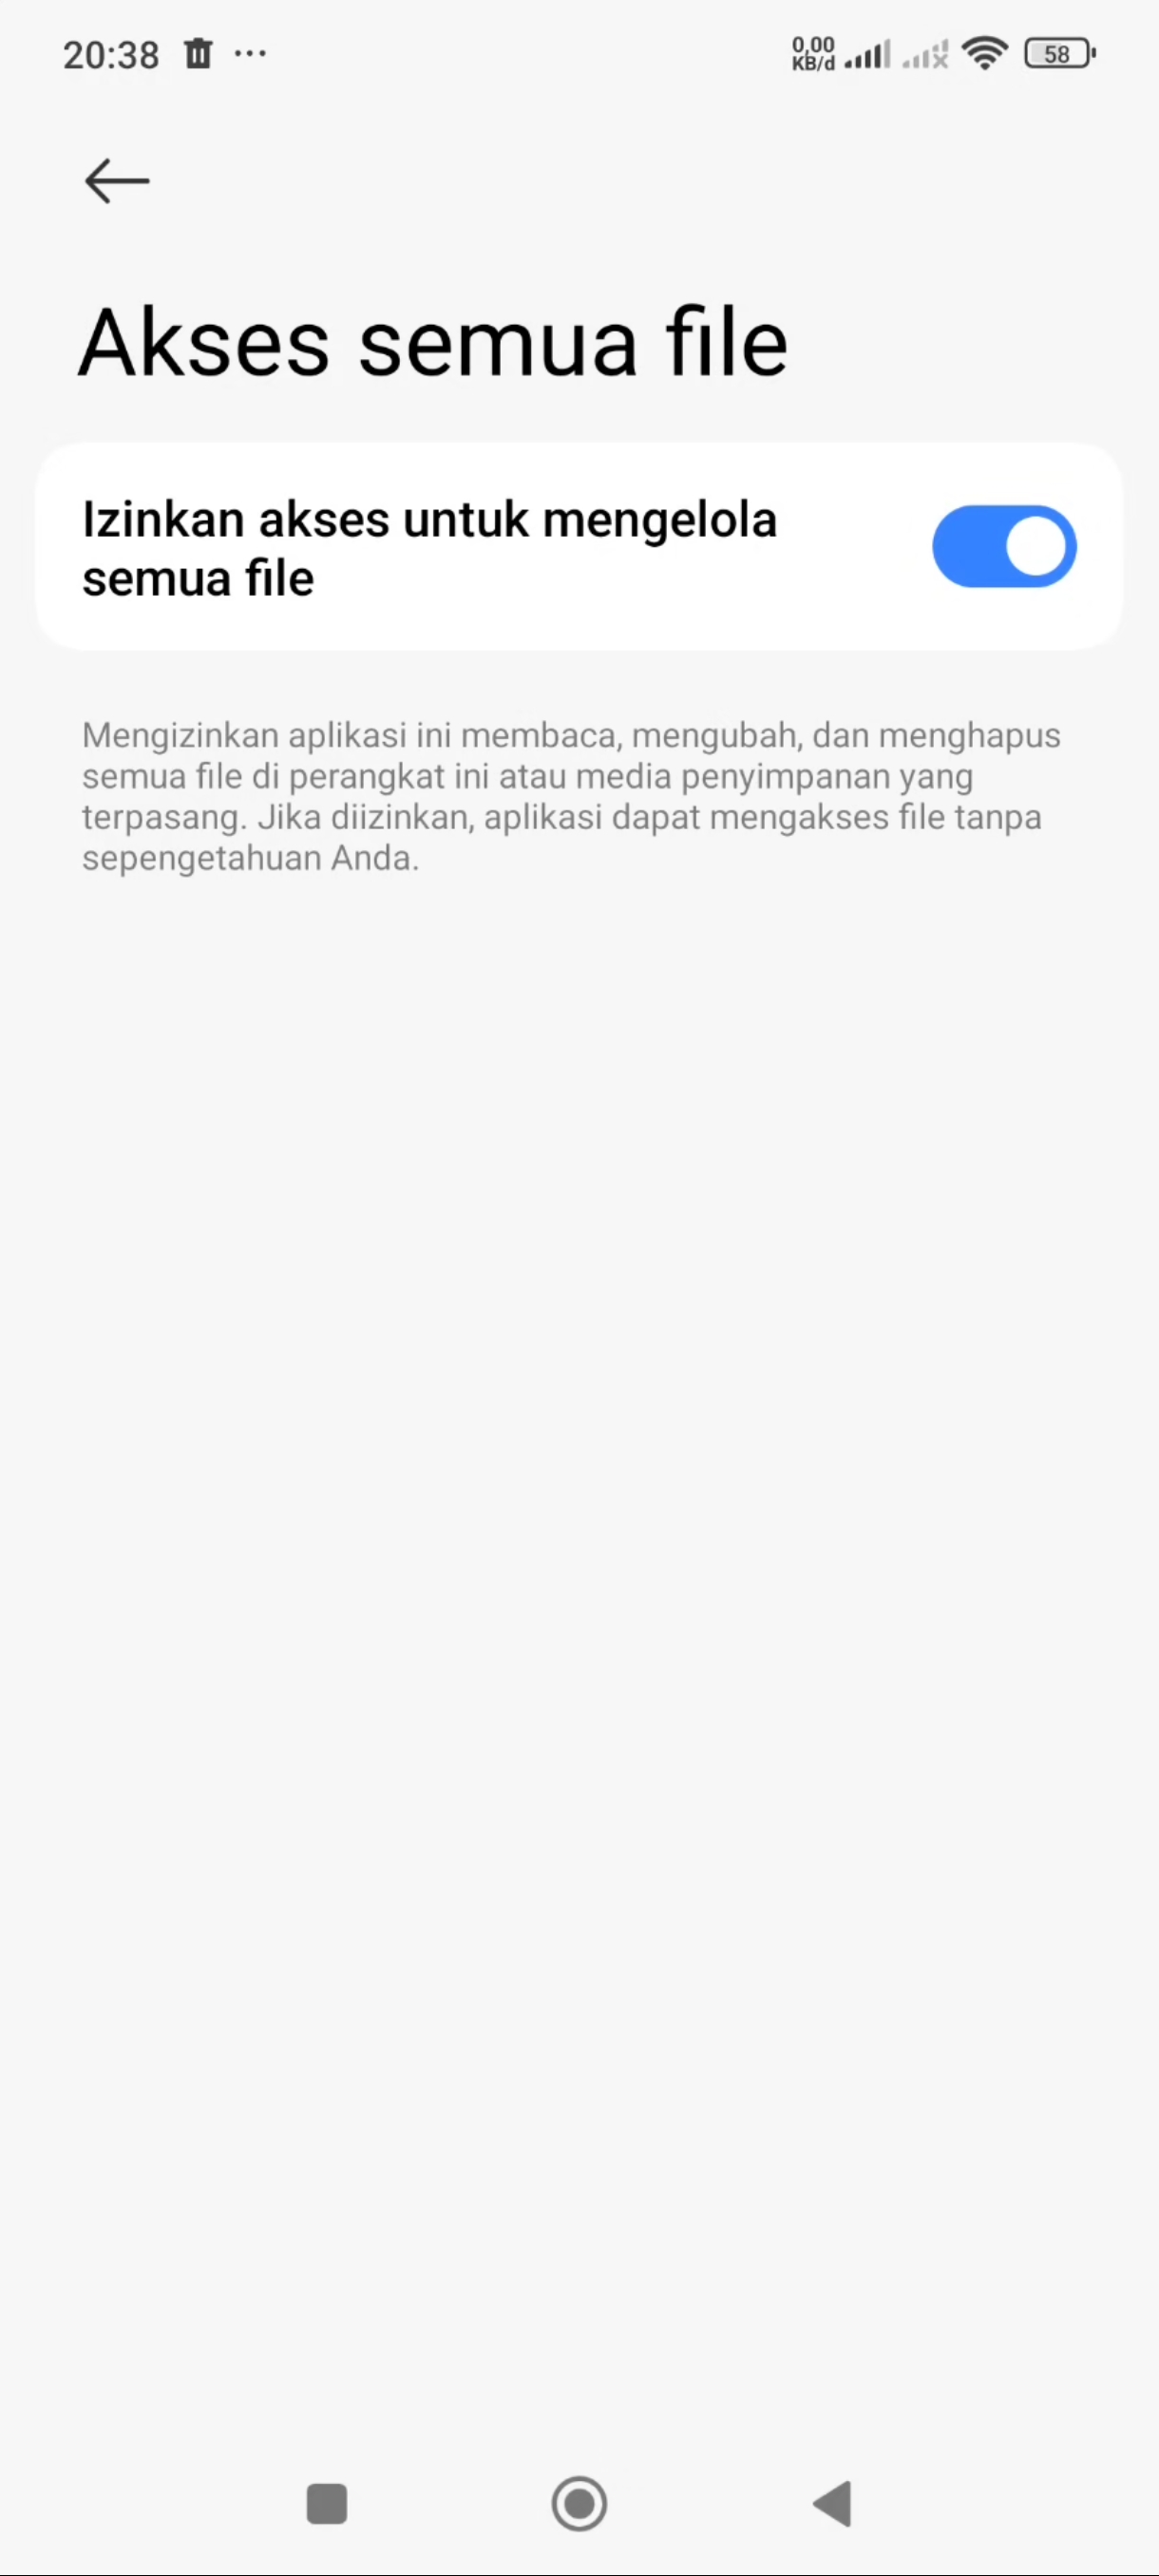 20:38
0,00
KB/d
58
Akses semua file
Izinkan akses untuk mengelola
semua file
Mengizinkan aplikasi ini membaca, mengubah, dan menghapus
semua file di perangkat ini atau media penyimpanan yang
terpasang. Jika diizinkan, aplikasi dapat mengakses file tanpa
sepengetahuan Anda.